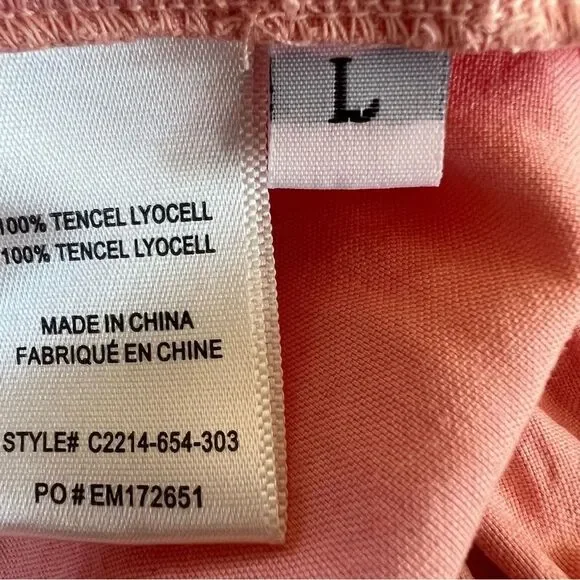 100% TENCEL LYOCELL
100% TENCEL LYOCELL
MADE IN CHINA
FABRIQUÉ EN CHINE
STYLE# C2214-654-303
PO#EM172651
L